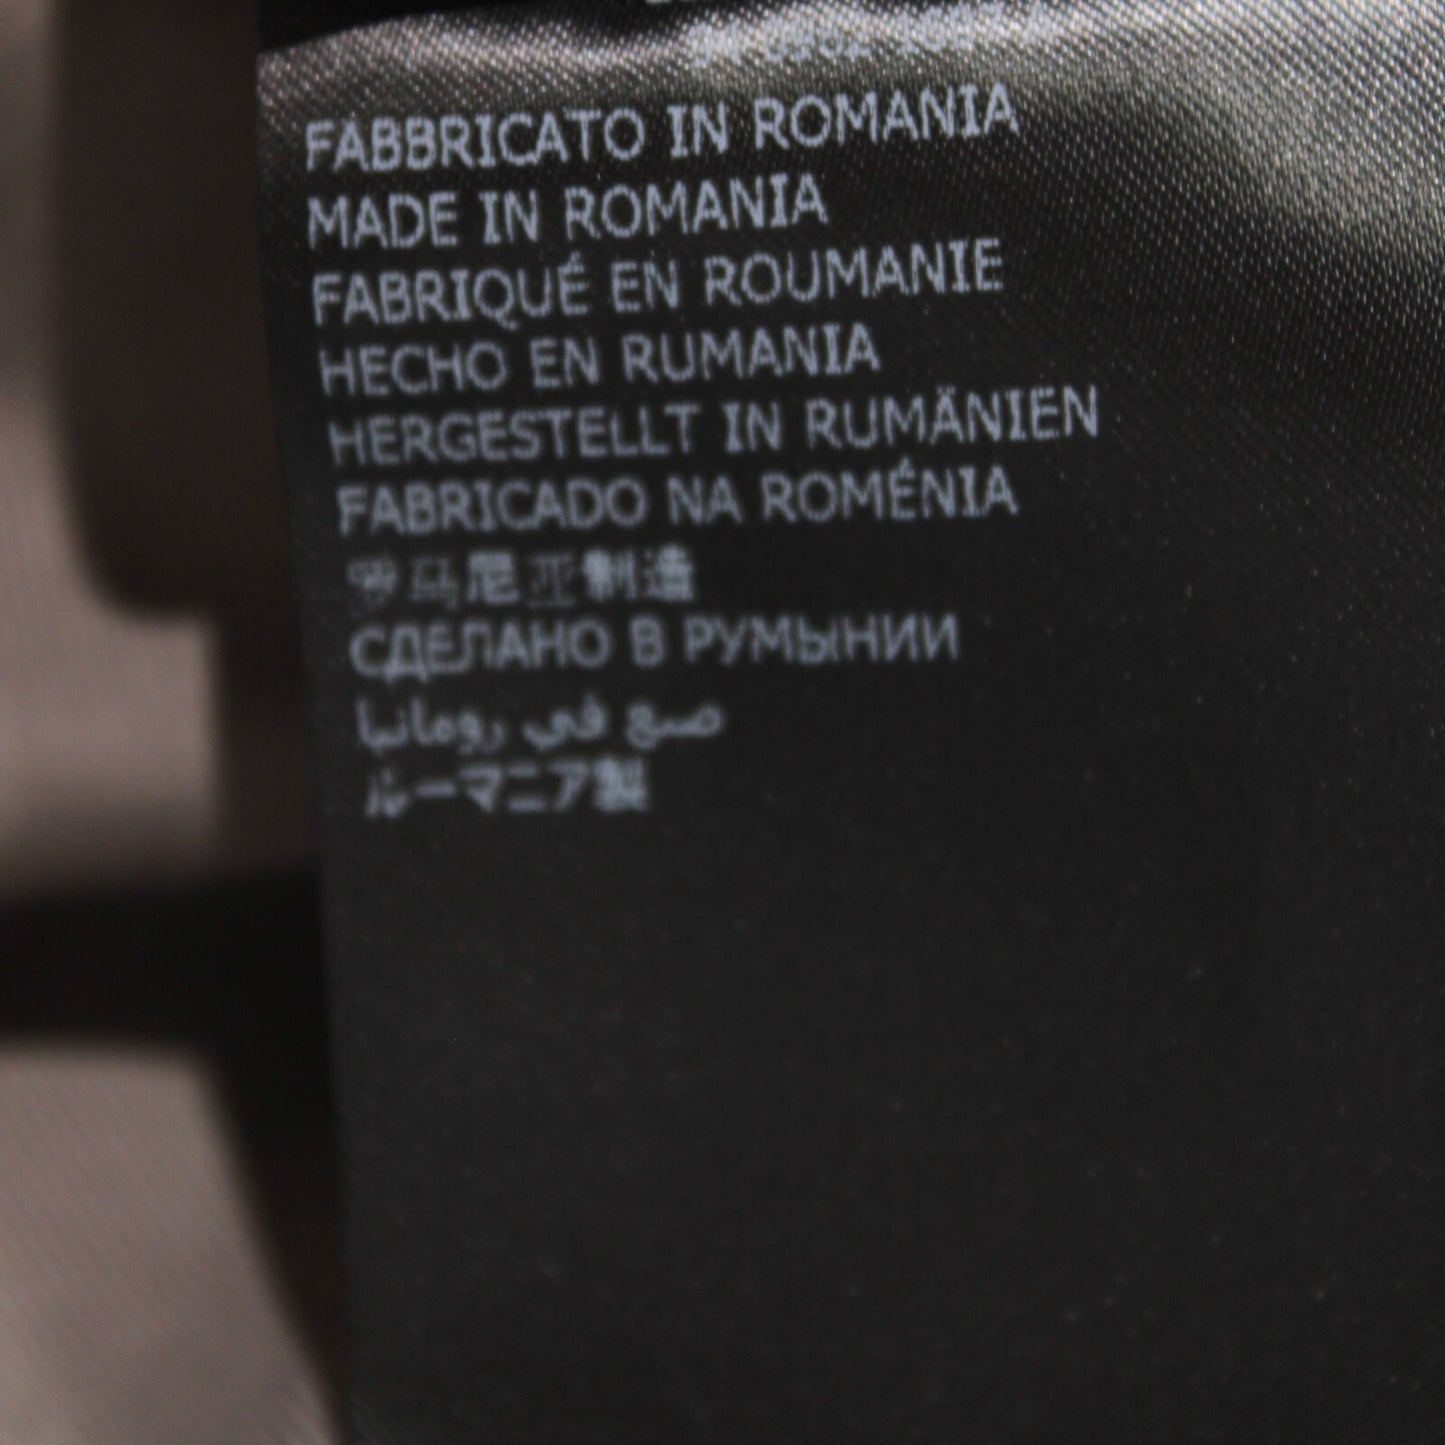 FABBRICATO IN ROMANIA
MADE IN ROMANIA
FABRIQUÉ EN ROUMANIE
HECHO EN RUMANIA
HERGESTELLT IN RUMÄNIEN
FABRICADO NA ROMÉNIA
罗马尼亚制造
СДЕЛАНО В РУМЫНИИ
صنع في رومانيا
ルーマニア製